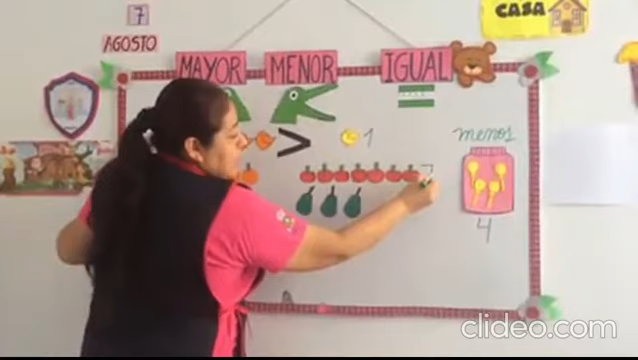 7
AGOSTO
CASA
MAYOR MENOR IGUAL
> 1
menos
7
4
clideo.com